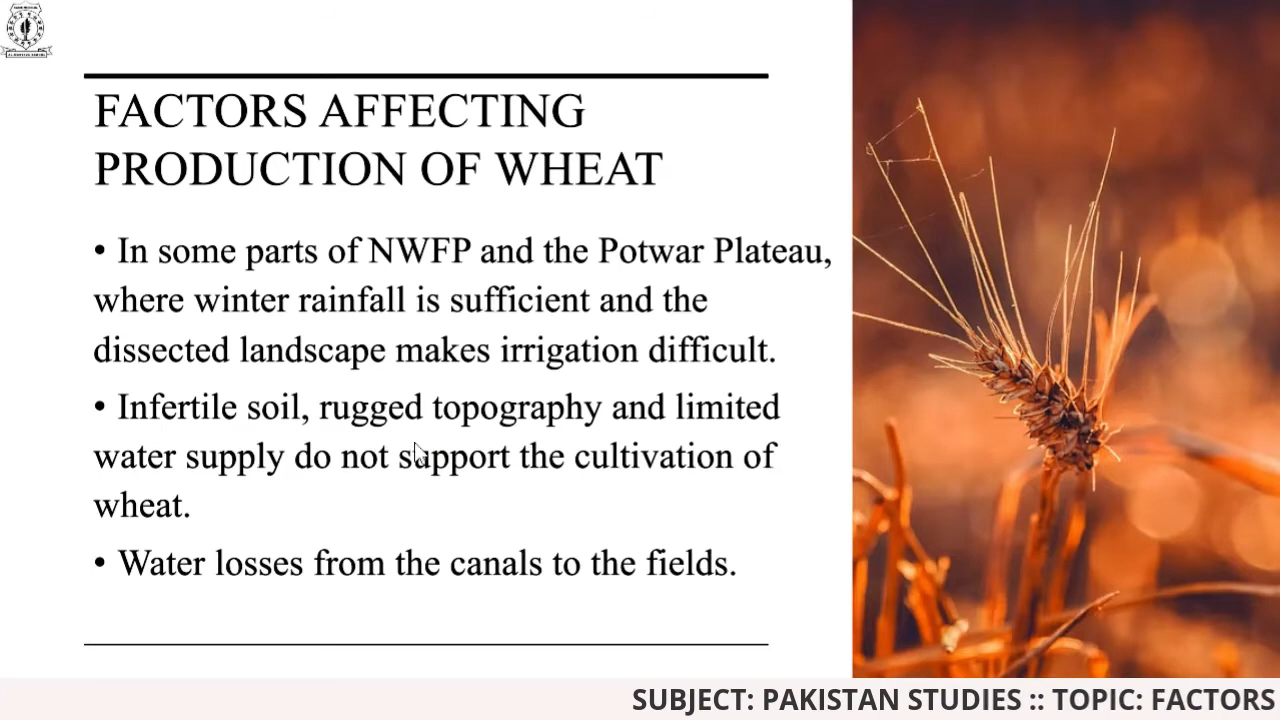 FACTORS AFFECTING
PRODUCTION OF WHEAT
• In some parts of NWFP and the Potwar Plateau,
where winter rainfall is sufficient and the
dissected landscape makes irrigation difficult.
• Infertile soil, rugged topography and limited
water supply do not support the cultivation of
wheat.
• Water losses from the canals to the fields.
SUBJECT: PAKISTAN STUDIES :: TOPIC: FACTORS